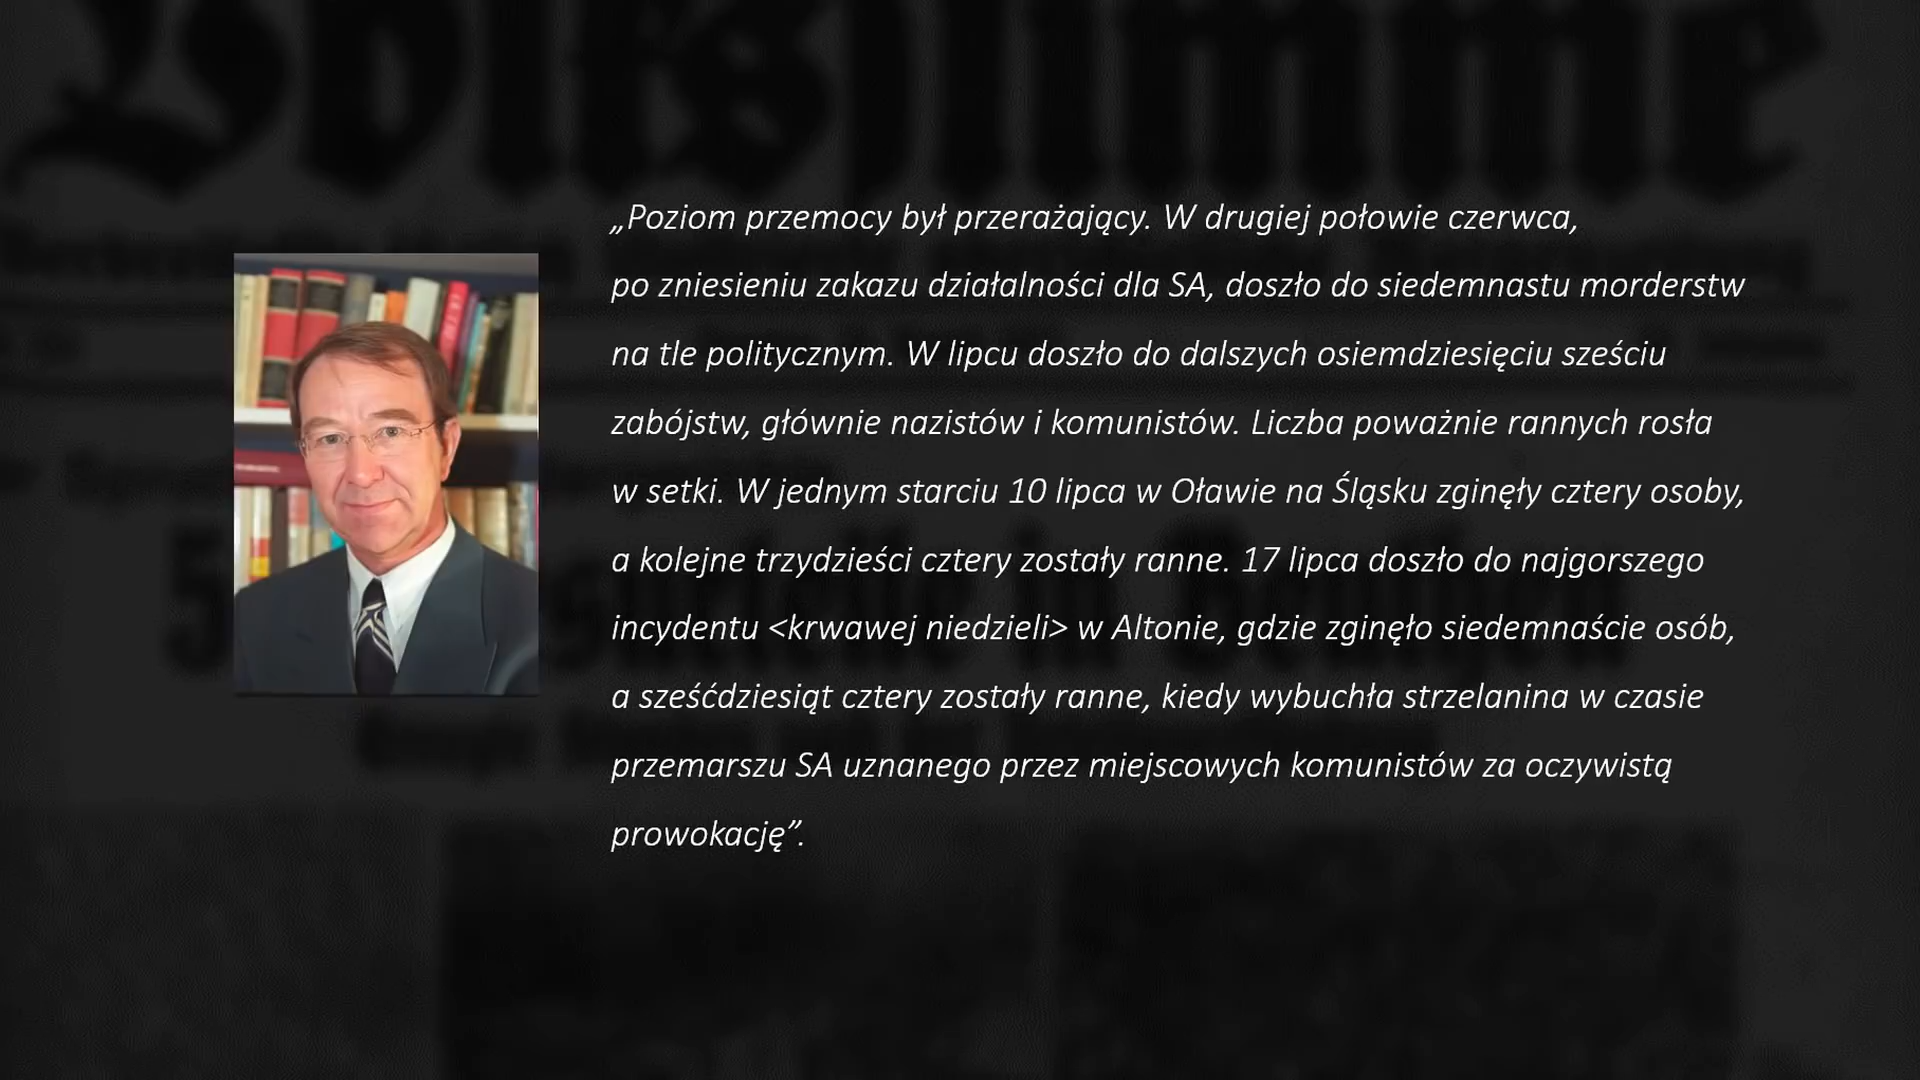 Volksstimme
„Poziom przemocy był przerażający. W drugiej połowie czerwca,
po zniesieniu zakazu działalności dla SA, doszło do siedemnastu morderstw
na tle politycznym. W lipcu doszło do dalszych osiemdziesięciu sześciu
zabójstw, głównie nazistów i komunistów. Liczba poważnie rannych rosła
w setki. W jednym starciu 10 lipca w Oławie na Śląsku zginęły cztery osoby,
a kolejne trzydzieści cztery zostały ranne. 17 lipca doszło do najgorszego
incydentu <krwawej niedzieli> w Altonie, gdzie zginęło siedemnaście osób,
a sześćdziesiąt cztery zostały ranne, kiedy wybuchła strzelanina w czasie
przemarszu SA uznanego przez miejscowych komunistów za oczywistą
prowokację”.